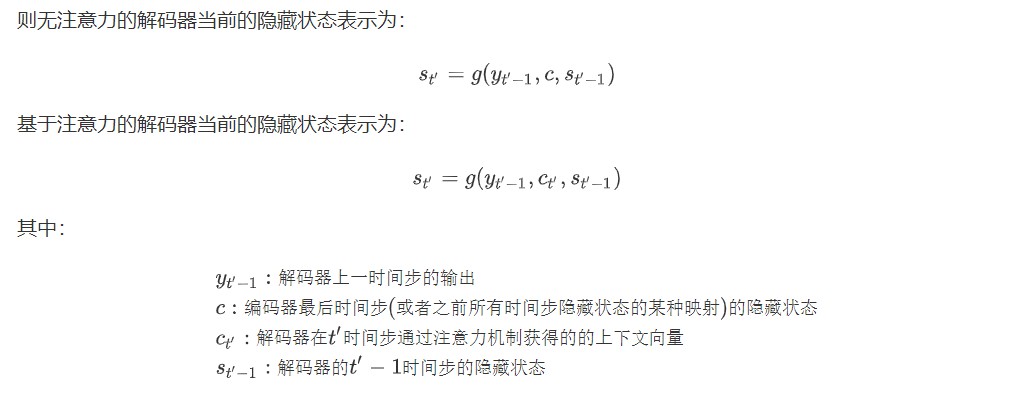 则无注意力的解码器当前的隐藏状态表示为：
s_{t'} = g(y_{t'-1}, c, s_{t'-1})
基于注意力的解码器当前的隐藏状态表示为：
s_{t'} = g(y_{t'-1}, c_{t'}, s_{t'-1})
其中：
y_{t'-1}：解码器上一时间步的输出
c：编码器最后时间步(或者之前所有时间步隐藏状态的某种映射)的隐藏状态
c_{t'}：解码器在t'时间步通过注意力机制获得的的上下文向量
s_{t'-1}：解码器的t' − 1时间步的隐藏状态